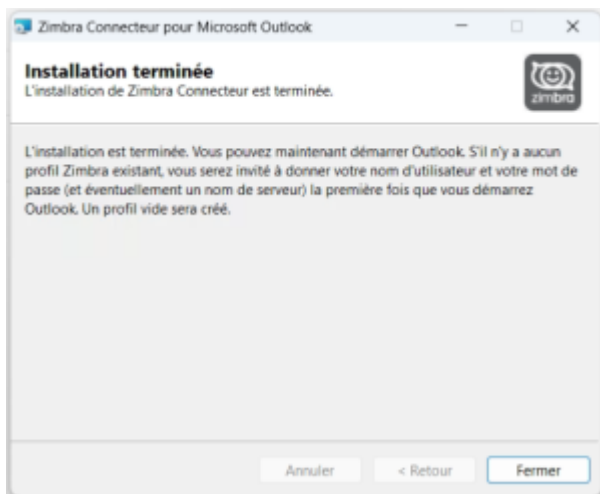 Zimbra Connecteur pour Microsoft Outlook
Installation terminée
L'installation de Zimbra Connecteur est terminée.
zimbra
L'installation est terminée. Vous pouvez maintenant démarrer Outlook. S'il n'y a aucun
profil Zimbra existant, vous serez invité à donner votre nom d'utilisateur et votre mot de
passe (et éventuellement un nom de serveur) la première fois que vous démarrez
Outlook. Un profil vide sera créé.
Annuler
< Retour
Fermer